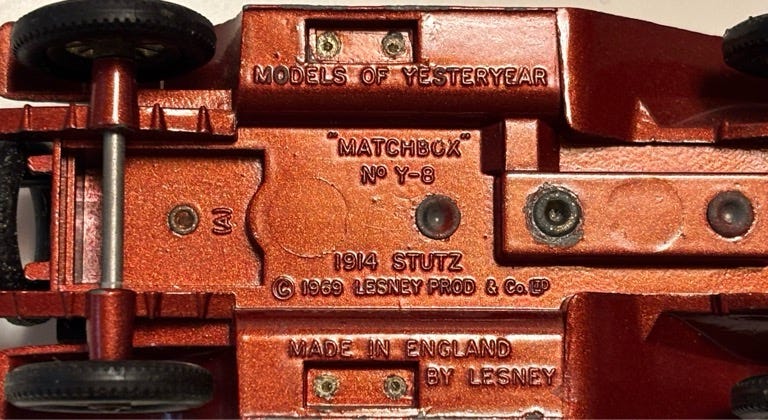 MODELS OF YESTERYEAR
"MATCHBOX"
Nº Y-8
1914 STUTZ
© 1969 LESNEY PROD & Co. LTD
MADE IN ENGLAND
BY LESNEY